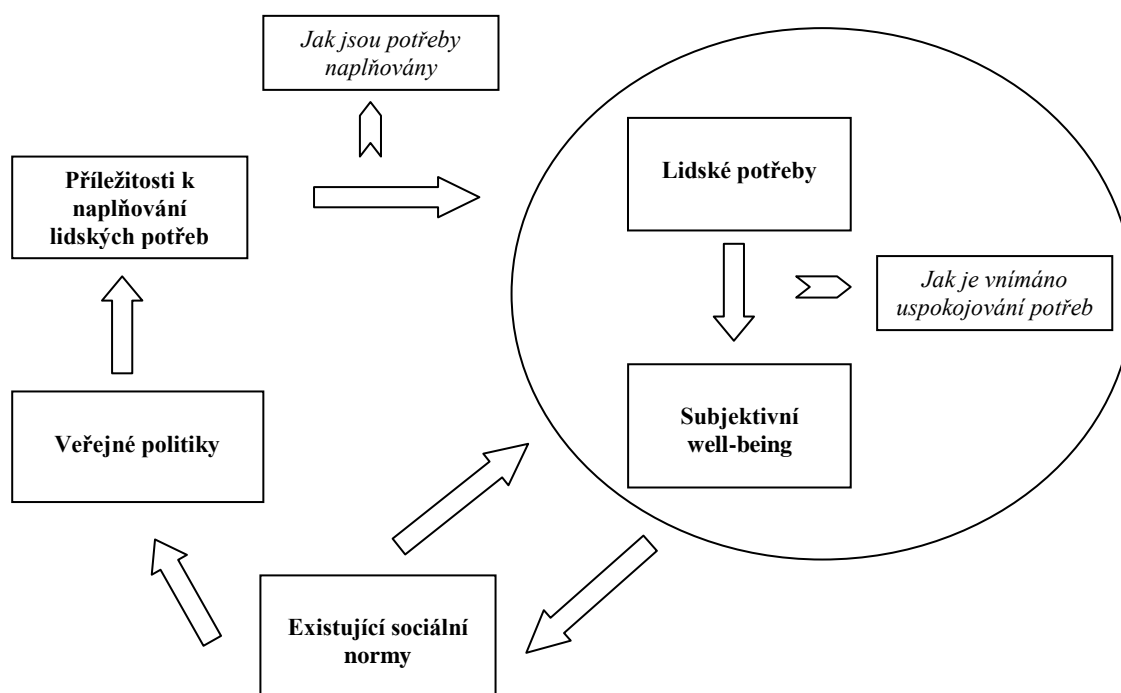 Jak jsou potřeby
naplňovány
Lidské potřeby
Příležitosti k
naplňování
lidských potřeb
Jak je vnímáno
uspokojování potřeb
Veřejné politiky
Subjektivní
well-being
Existující sociální
normy